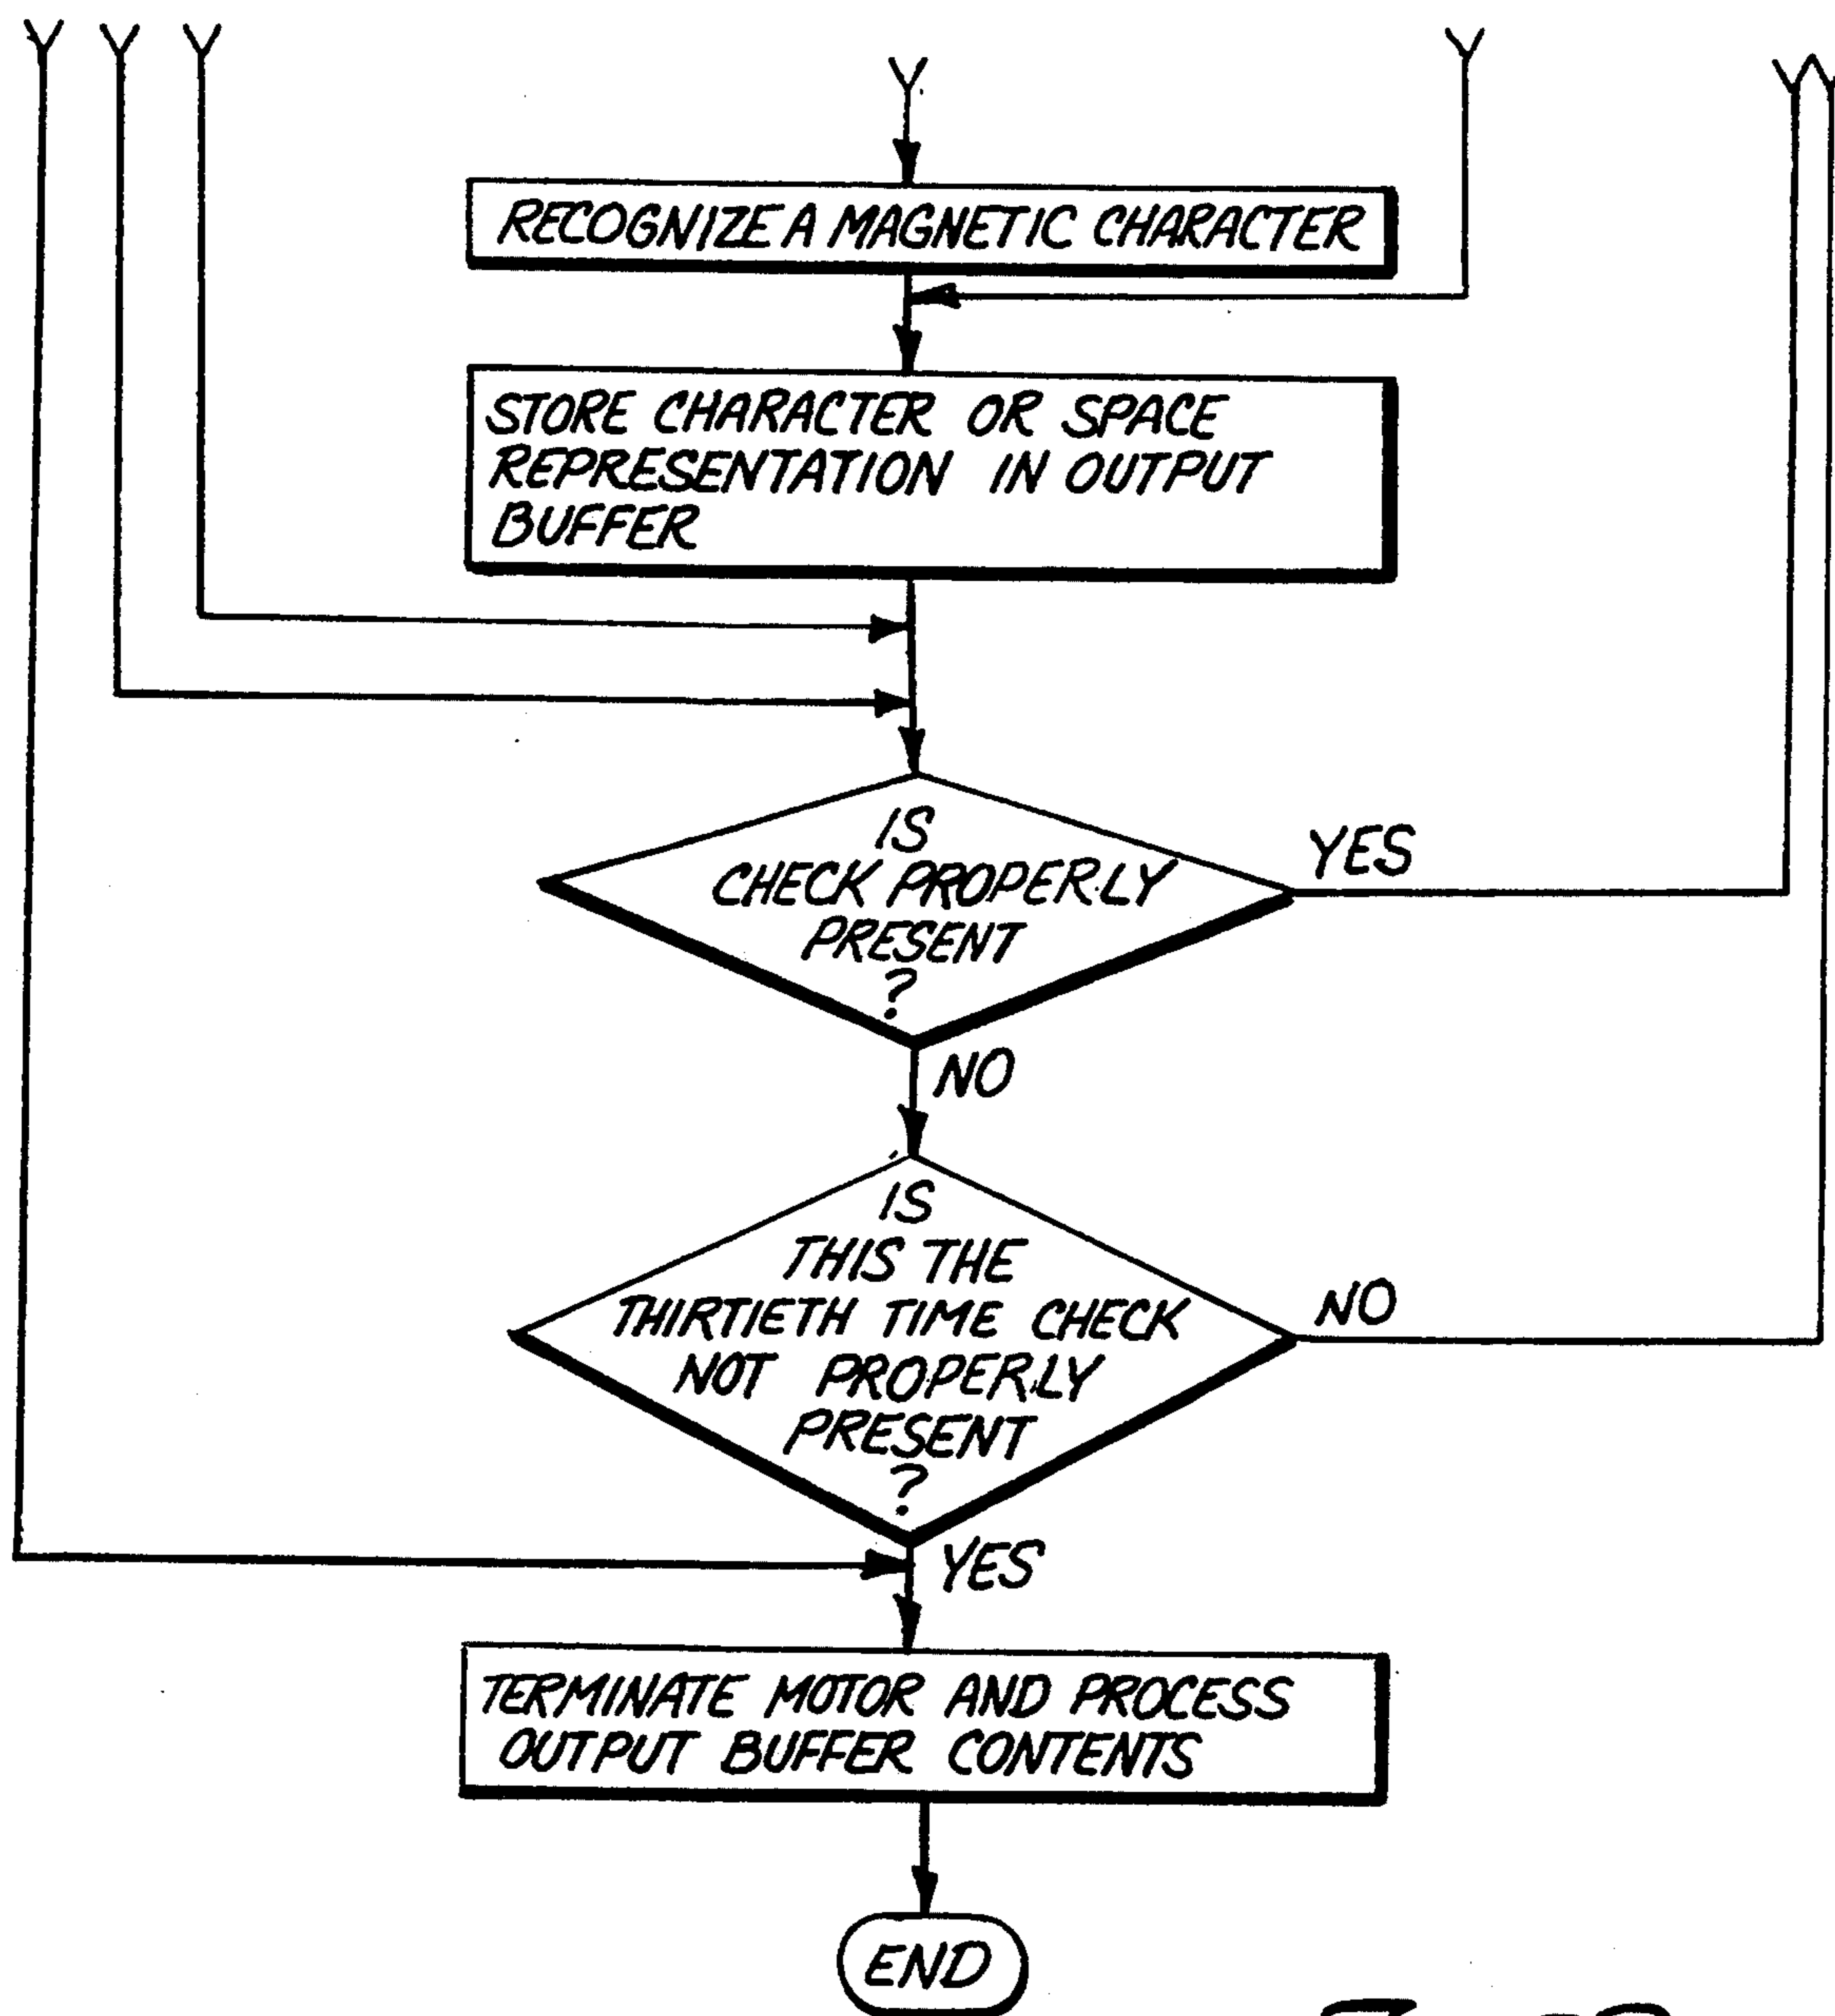 RECOGNIZE A MAGNETIC CHARACTER
STORE CHARACTER OR SPACE
REPRESENTATION IN OUTPUT
BUFFER
IS
CHECK PROPERLY
PRESENT
?
YES
NO
IS
THIS THE
THIRTIETH TIME CHECK
NOT PROPERLY
PRESENT
?
NO
YES
TERMINATE MOTOR AND PROCESS
OUTPUT BUFFER CONTENTS
END